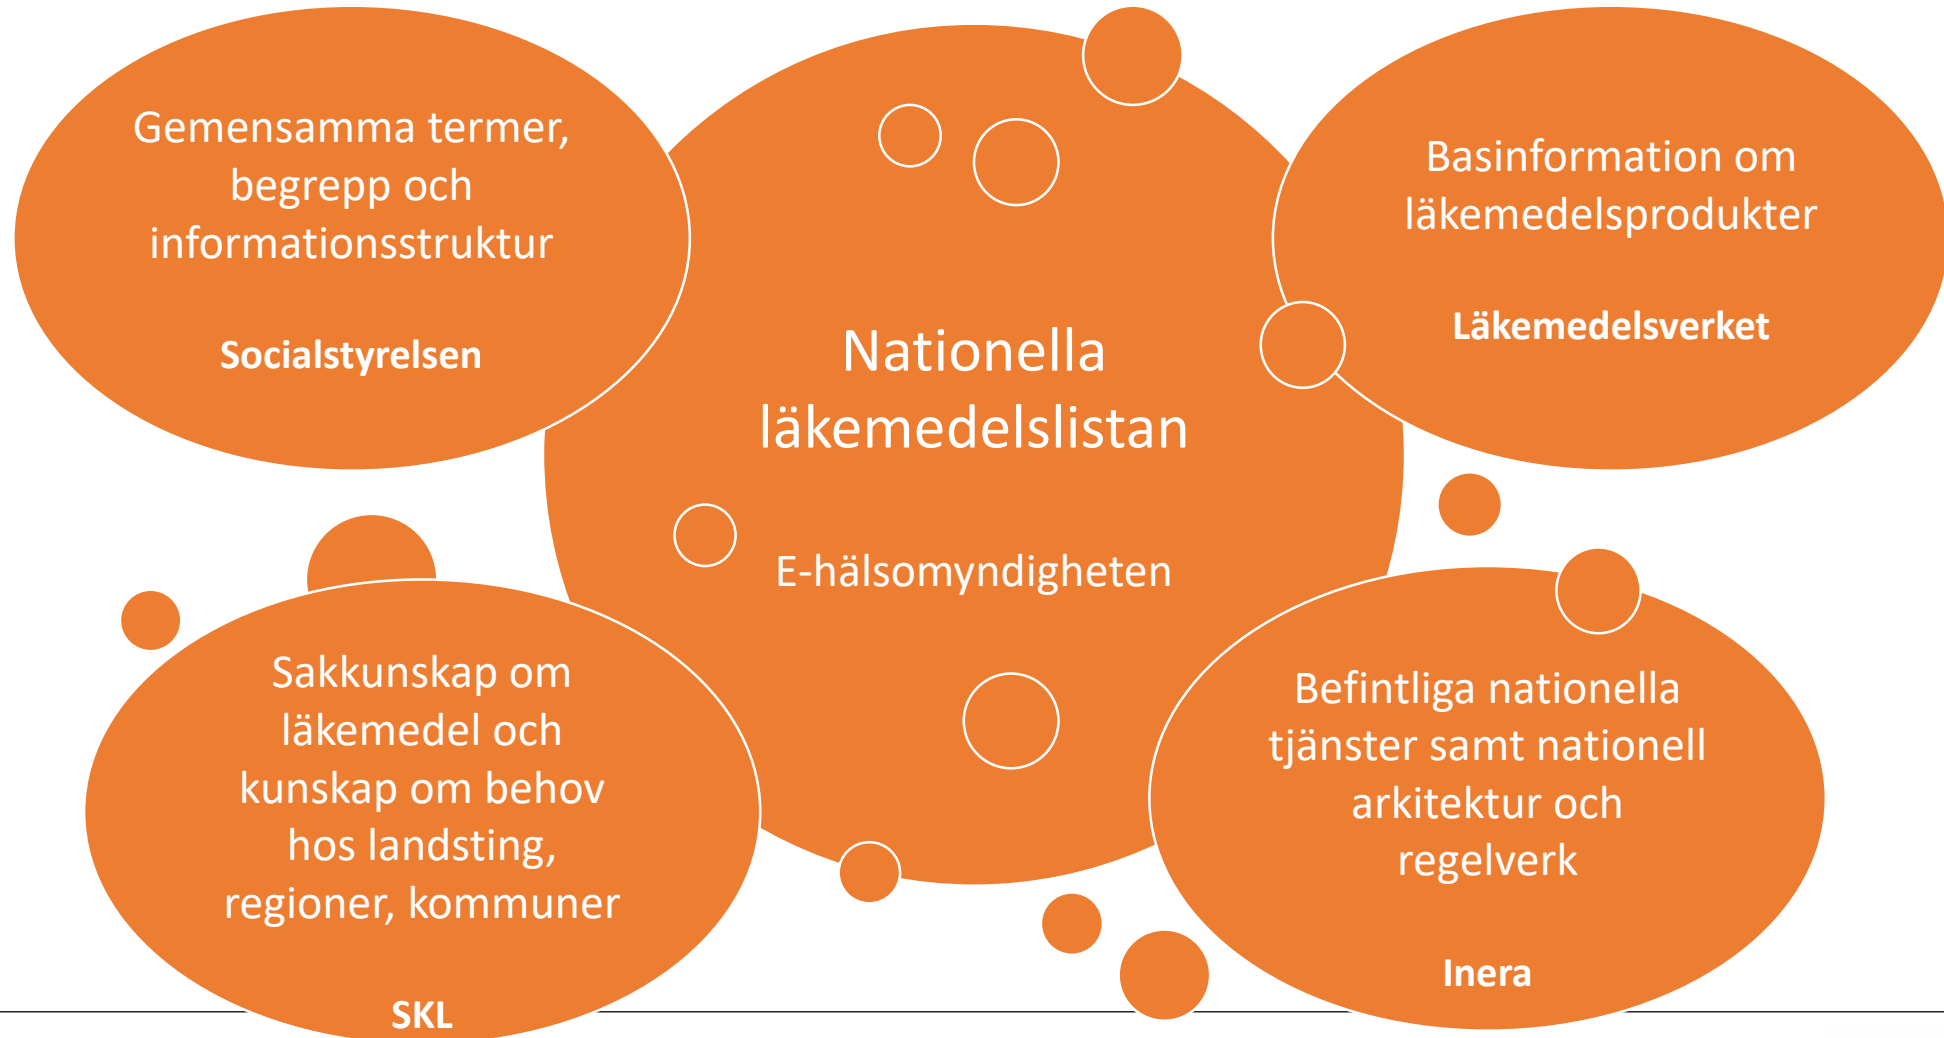 Gemensamma termer,
begrepp och
informationsstruktur
Socialstyrelsen
Nationella
läkemedelslistan
E-hälsomyndigheten
Basinformation om
läkemedelsprodukter
Läkemedelsverket
Sakkunskap om
läkemedel och
kunskap om behov
hos landsting,
regioner, kommuner
SKL
Befintliga nationella
tjänster samt nationell
arkitektur och
regelverk
Inera